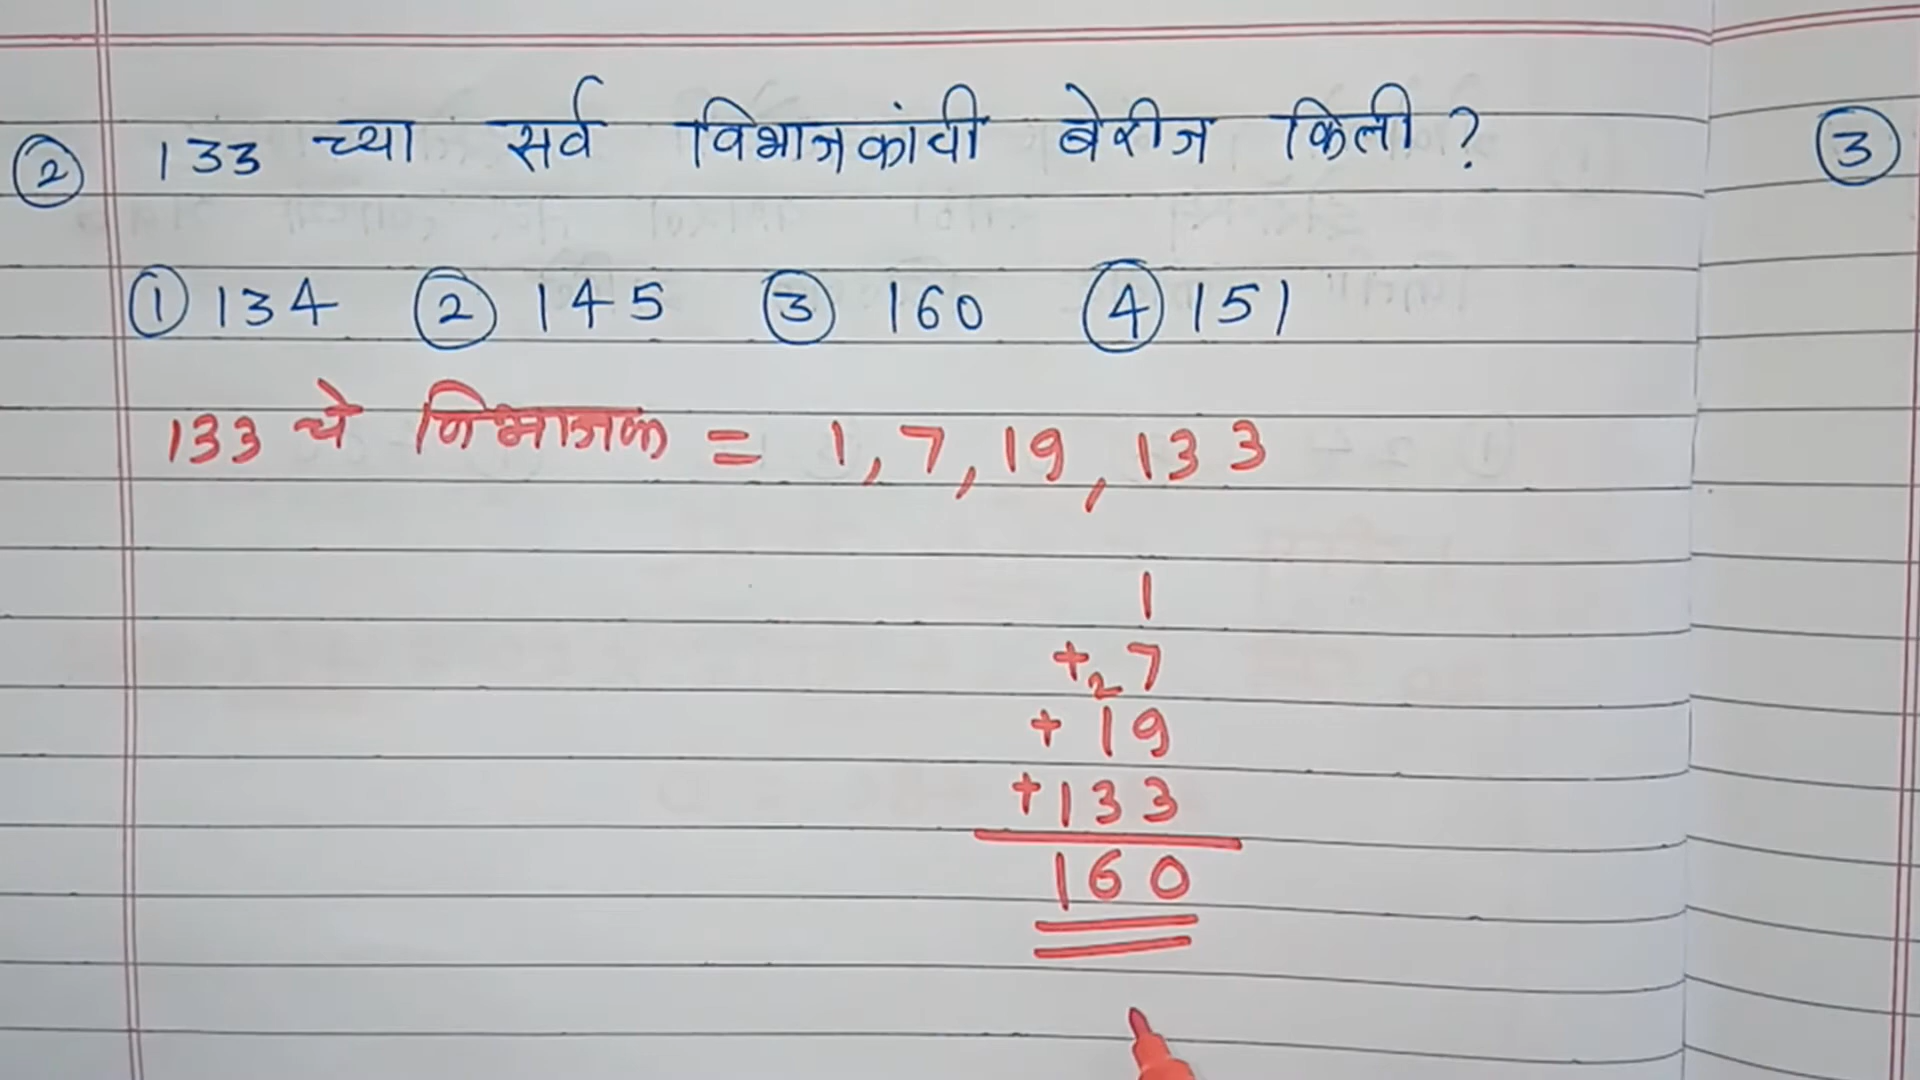 ② 133 च्या सर्व विभाजकांची बेरीज किती ?
① 134 ② 145 ③ 160 ④ 151
133 चे विभाजक = 1, 7, 19, 133
1
+2 7
+ 19
+133
160
③